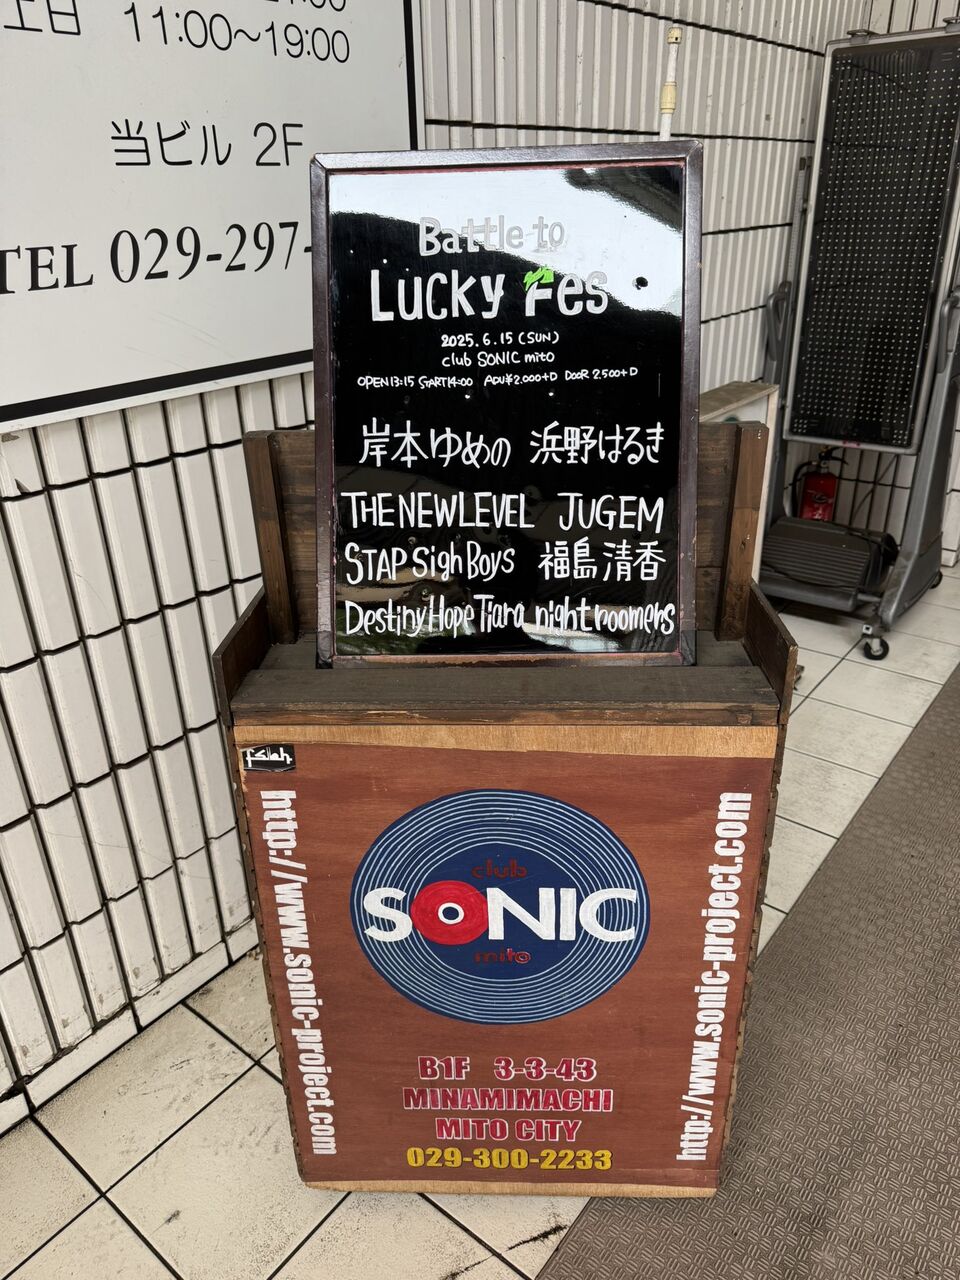 土日 11:00～19:00
当ビル 2F
TEL 029-297-
Battle to
Lucky Fes
2025.6.15(SUN)
club SONIC mito
OPEN13:15 START14:00 ADV¥2.000+D DOOR 2.500+D
岸本ゆめの 浜野はるき
THE NEW LEVEL JUGEM
STAP Sigh Boys 福島清香
Destiny Hope Tiara night roomers
http://www.sonic-project.com
club
SONIC
mito
http://www.sonic-project.com
B1F 3-3-43
MINAMIMACHI
MITO CITY
029-300-2233